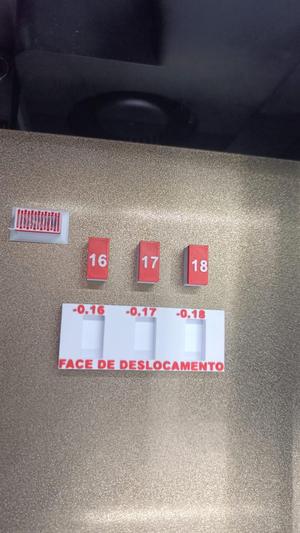 16 17 18
-0,16 -0,17 -0,18
FACE DE DESLOCAMENTO